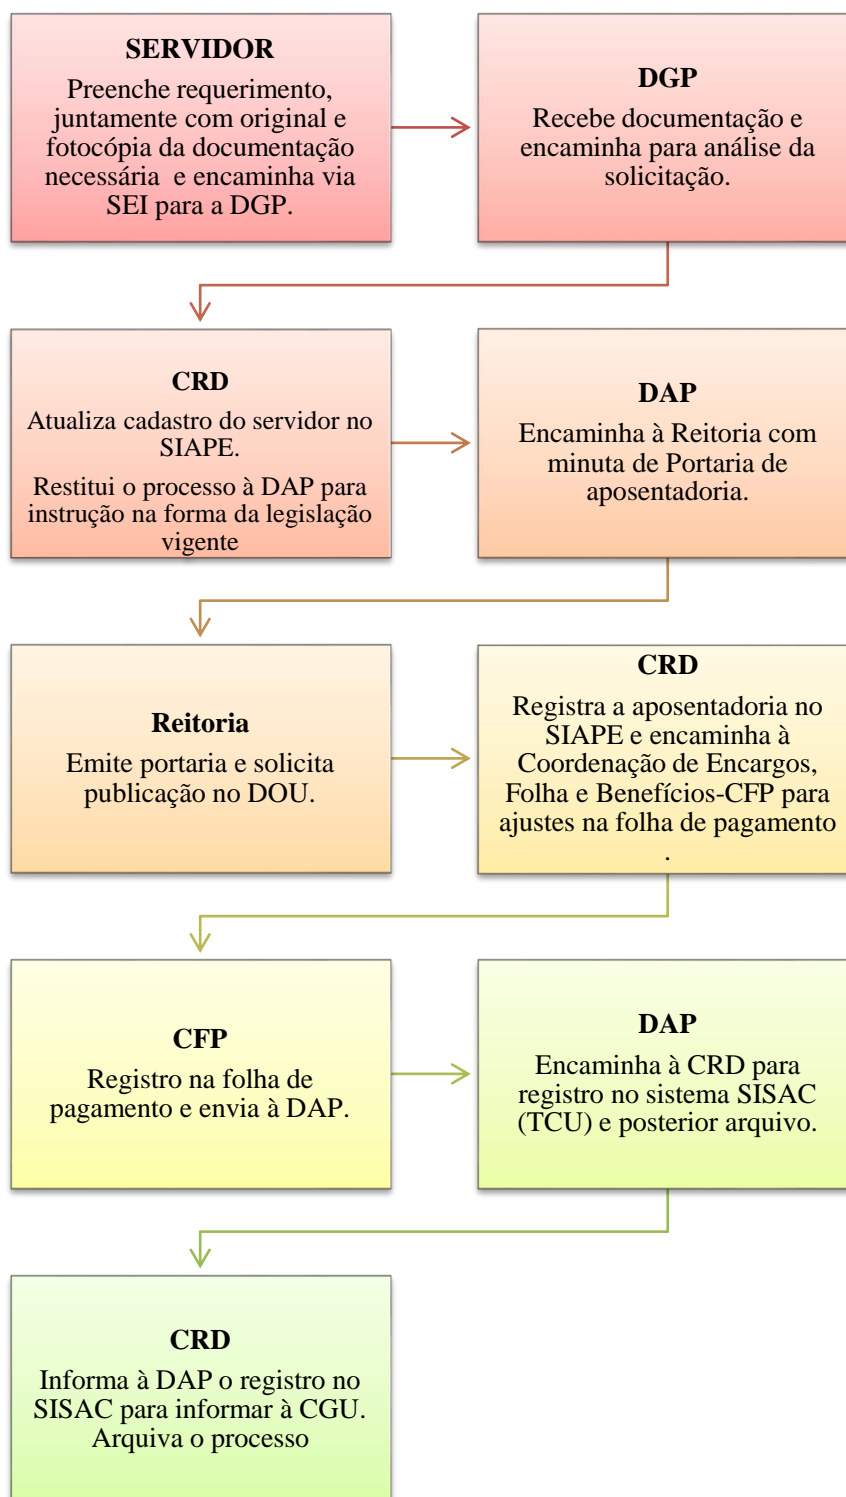 SERVIDOR
Preenche requerimento,
juntamente com original e
fotocópia da documentação
necessária e encaminha via
SEI para a DGP.
DGP
Recebe documentação e
encaminha para análise da
solicitação.
CRD
Atualiza cadastro do servidor no
SIAPE.
Restitui o processo à DAP para
instrução na forma da legislação
vigente
DAP
Encaminha à Reitoria com
minuta de Portaria de
aposentadoria.
Reitoria
Emite portaria e solicita
publicação no DOU.
CRD
Registra a aposentadoria no
SIAPE e encaminha à
Coordenação de Encargos,
Folha e Benefícios-CFP para
ajustes na folha de pagamento
.
CFP
Registro na folha de
pagamento e envia à DAP.
DAP
Encaminha à CRD para
registro no sistema SISAC
(TCU) e posterior arquivo.
CRD
Informa à DAP o registro no
SISAC para informar à CGU.
Arquiva o processo